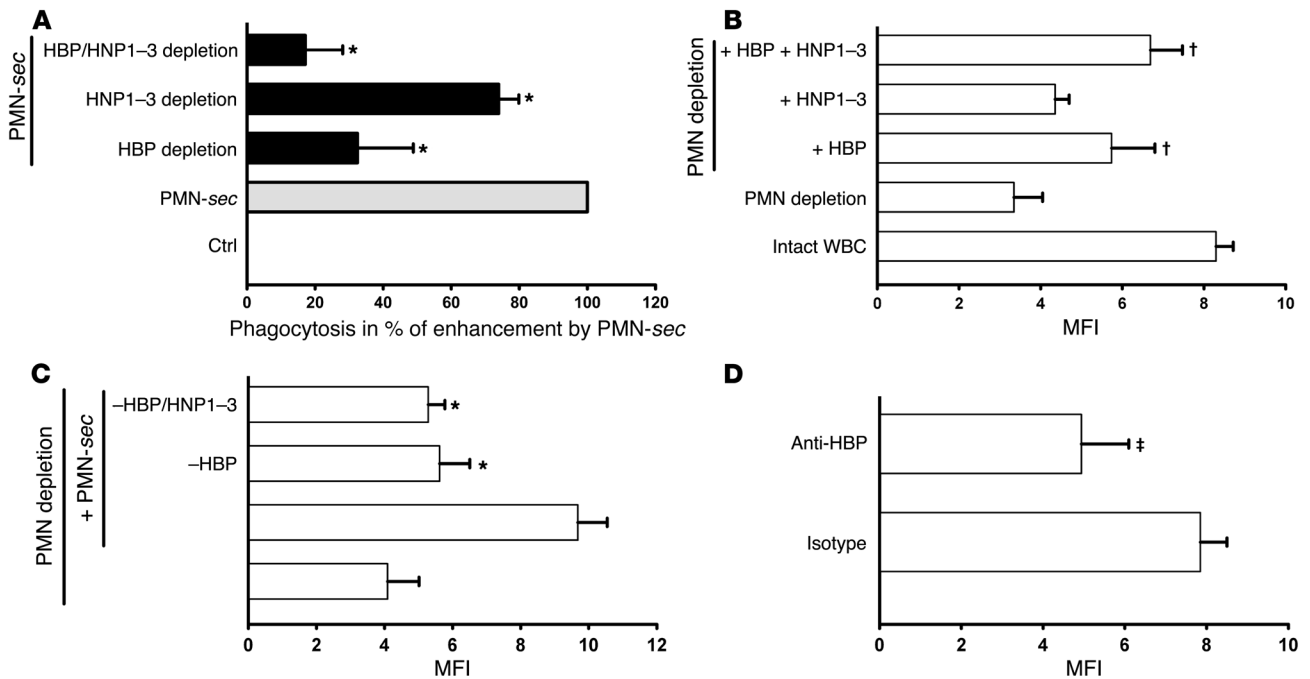 A
PMN-sec
HBP/HNP1–3 depletion
*
HNP1–3 depletion
*
HBP depletion
*
PMN-sec
Ctrl
0 20 40 60 80 100 120
Phagocytosis in % of enhancement by PMN-sec
B
PMN depletion
+ HBP + HNP1–3
†
+ HNP1–3
+ HBP
†
PMN depletion
Intact WBC
0 2 4 6 8 10
MFI
C
PMN depletion
+ PMN-sec
–HBP/HNP1–3
*
–HBP
*
0 2 4 6 8 10 12
MFI
D
Anti-HBP
‡
Isotype
0 2 4 6 8 10
MFI